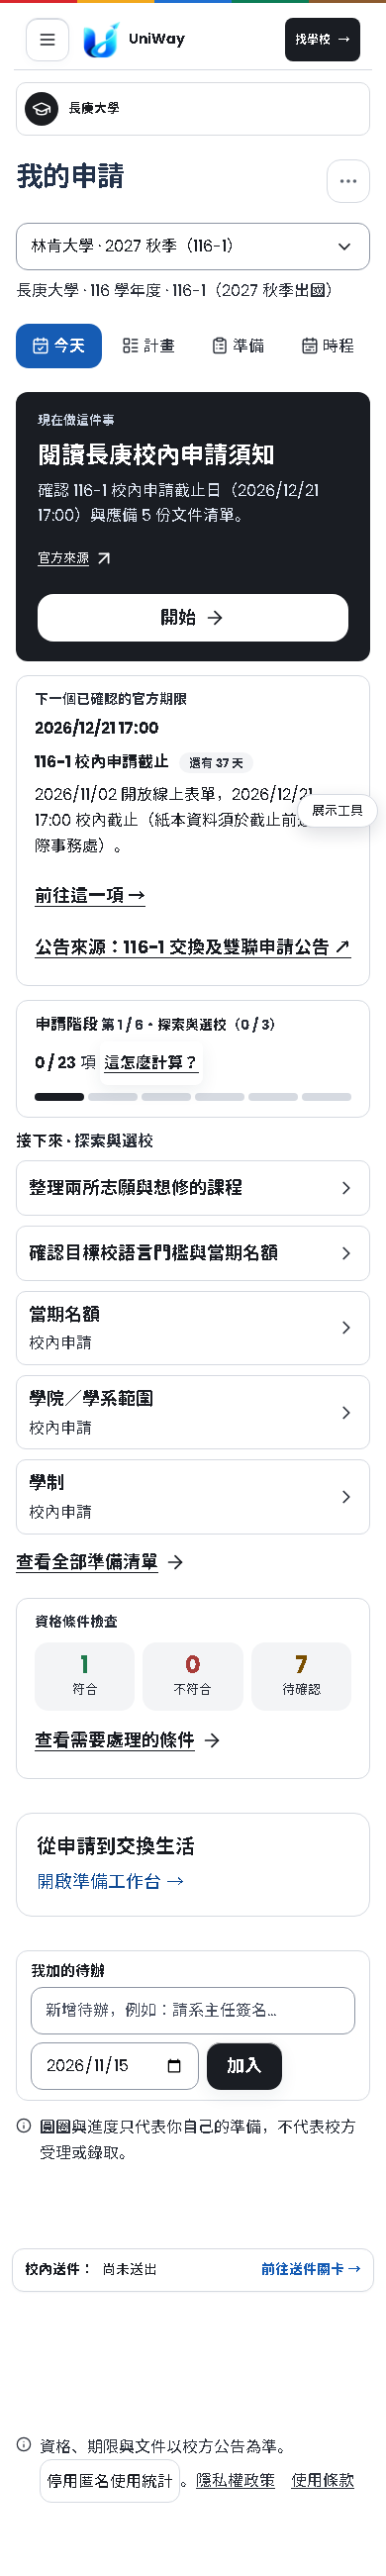 UniWay
找學校 →
長庚大學
我的申請
林肯大學 · 2027 秋季（116-1）
長庚大學 · 116 學年度 · 116-1（2027 秋季出國）
今天
計畫
準備
時程
現在做這件事
閱讀長庚校內申請須知
確認 116-1 校內申請截止日（2026/12/21
17:00）與應備 5 份文件清單。
官方來源
開始 →
下一個已確認的官方期限
2026/12/21 17:00
116-1 校內申請截止 還有 37 天
2026/11/02 開放線上表單，2026/12/21
展示工具
17:00 校內截止（紙本資料須於截止前
際事務處）。
前往這一項 →
公告來源：116-1 交換及雙聯申請公告 ↗
申請階段 第 1 / 6 · 探索與選校（0 / 3）
0 / 23 項 這怎麼計算？
接下來 · 探索與選校
整理兩所志願與想修的課程
確認目標校語言門檻與當期名額
當期名額
校內申請
學院／學系範圍
校內申請
學制
校內申請
查看全部準備清單 →
資格條件檢查
1 0 7
符合 不符合 待確認
查看需要處理的條件 →
從申請到交換生活
開啟準備工作台 →
我加的待辦
新增待辦，例如：請系主任簽名…
2026/11/15 加入
圓圈與進度只代表你自己的準備，不代表校方
受理或錄取。
校內送件： 尚未送出 前往送件關卡 →
資格、期限與文件以校方公告為準。
停用匿名使用統計 。隱私權政策 使用條款